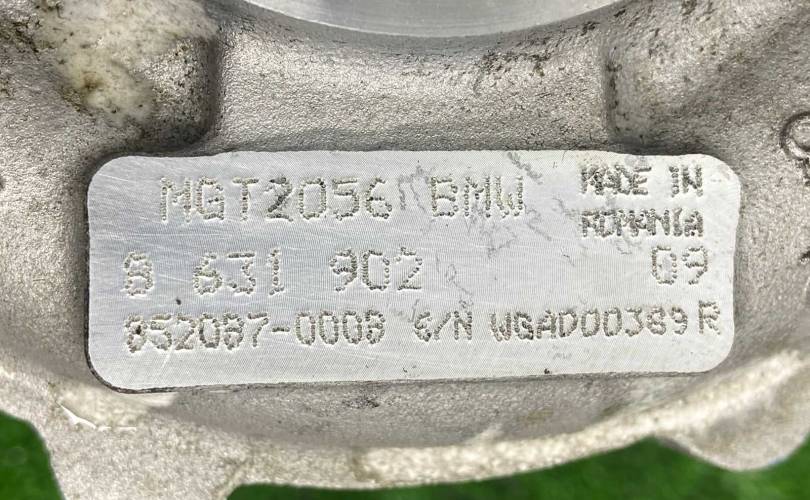 MGT2056 BMW
MADE IN
ROMANIA
8 631 902
09
852087-0008 S/N WGAD00389 R